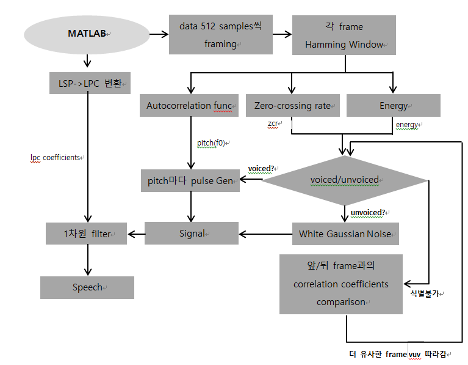 MATLAB
data 512 samples씩
framing
각 frame
Hamming Window
LSP->LPC 변환
Autocorrelation func
Zero-crossing rate
Energy
zcr
energy
pitch(f0)
lpc coefficients
voiced?
pitch마다 pulse Gen
voiced/unvoiced
unvoiced?
1차원 filter
Signal
White Gaussian Noise
Speech
앞/뒤 frame과의
correlation coefficients
comparison
식별불가
더 유사한 frame vuv 따라감